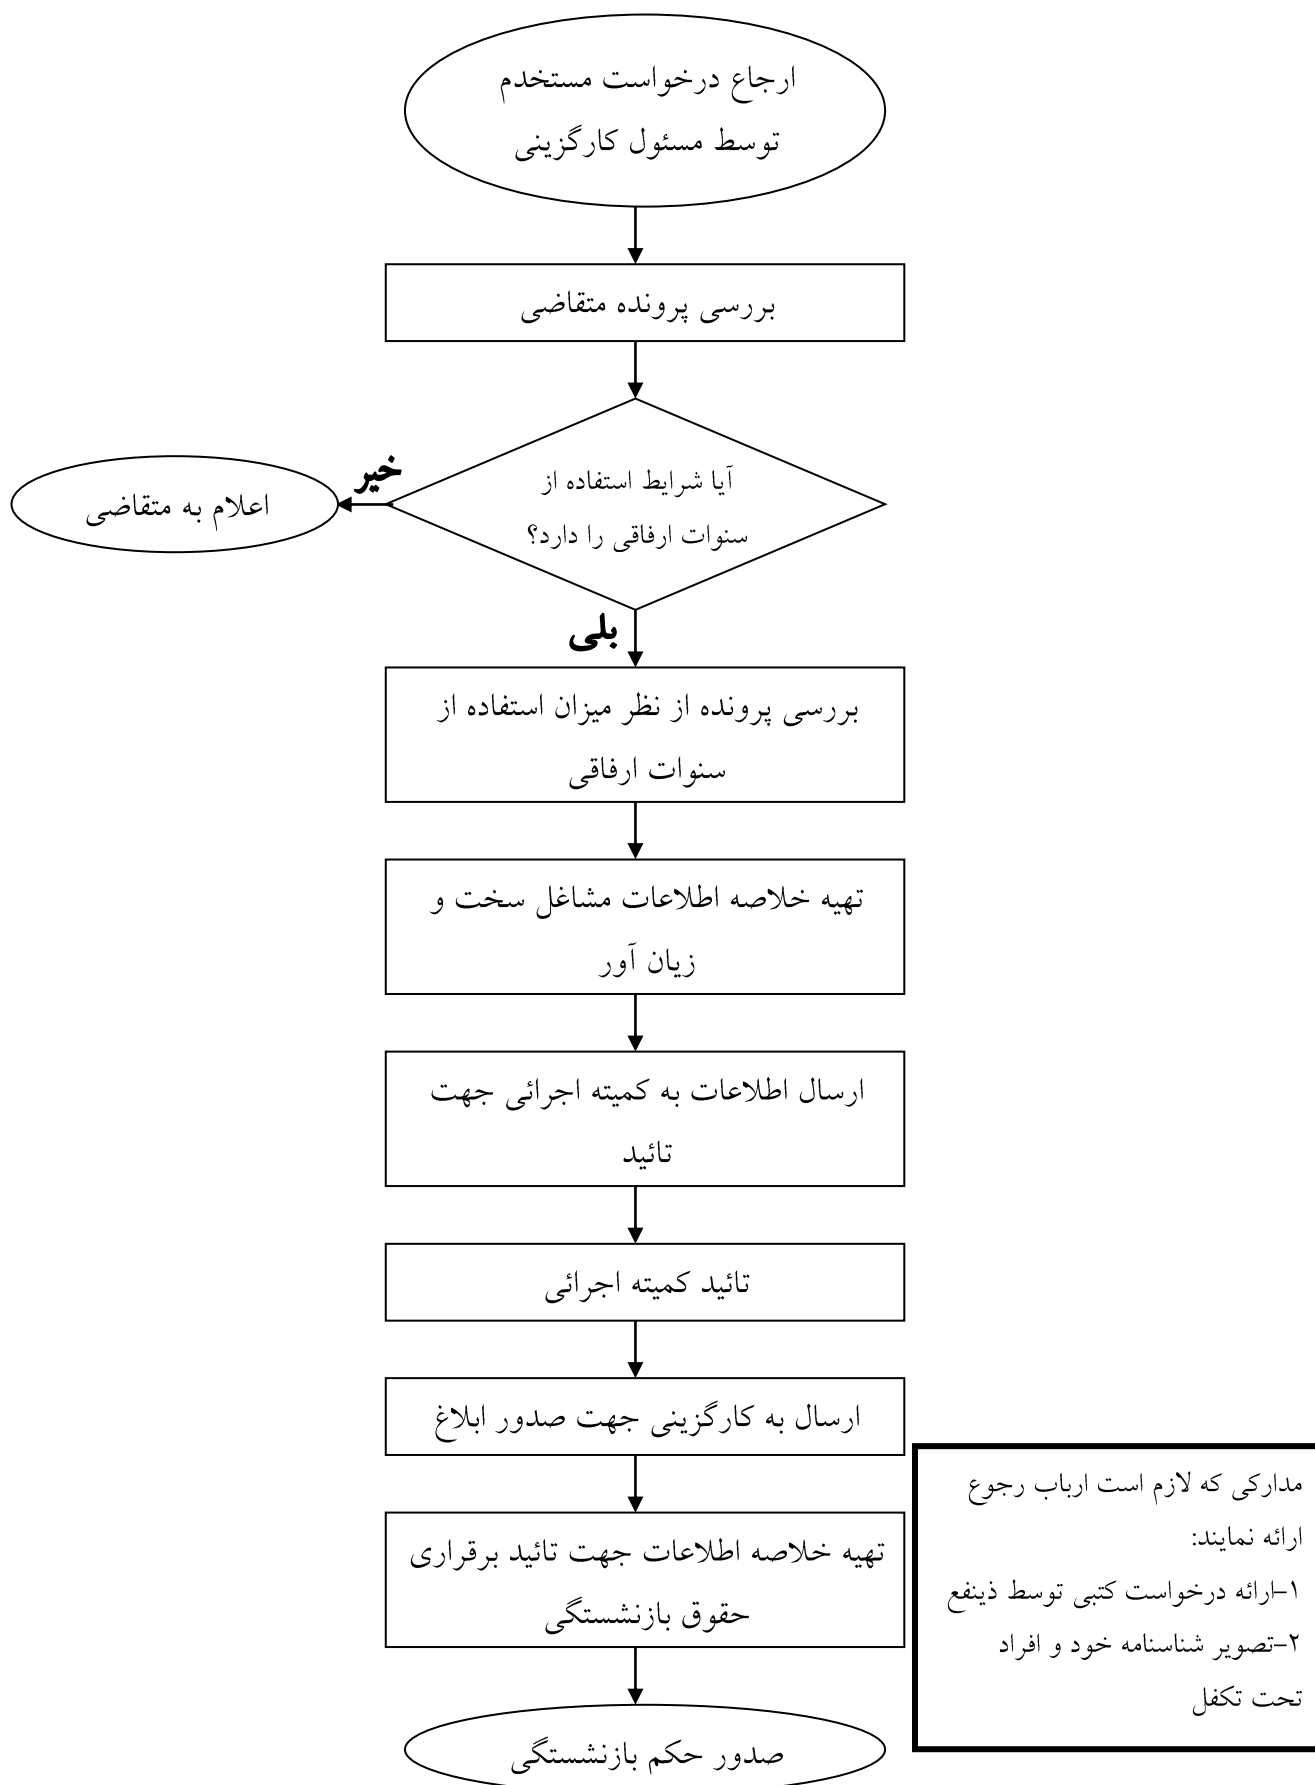 ارجاع درخواست مستخدم
توسط مسئول کارگزینی
بررسی پرونده متقاضی
آیا شرایط استفاده از
سنوات ارفاقی را دارد؟
خیر
اعلام به متقاضی
بلی
بررسی پرونده از نظر میزان استفاده از
سنوات ارفاقی
تهیه خلاصه اطلاعات مشاغل سخت و
زیان آور
ارسال اطلاعات به کمیته اجرائی جهت
تائید
تائید کمیته اجرائی
ارسال به کارگزینی جهت صدور ابلاغ
تهیه خلاصه اطلاعات جهت تائید برقراری
حقوق بازنشستگی
صدور حکم بازنشستگی
مدارکی که لازم است ارباب رجوع
ارائه نمایند:
۱-ارائه درخواست کتبی توسط ذینفع
۲-تصویر شناسنامه خود و افراد
تحت تکفل